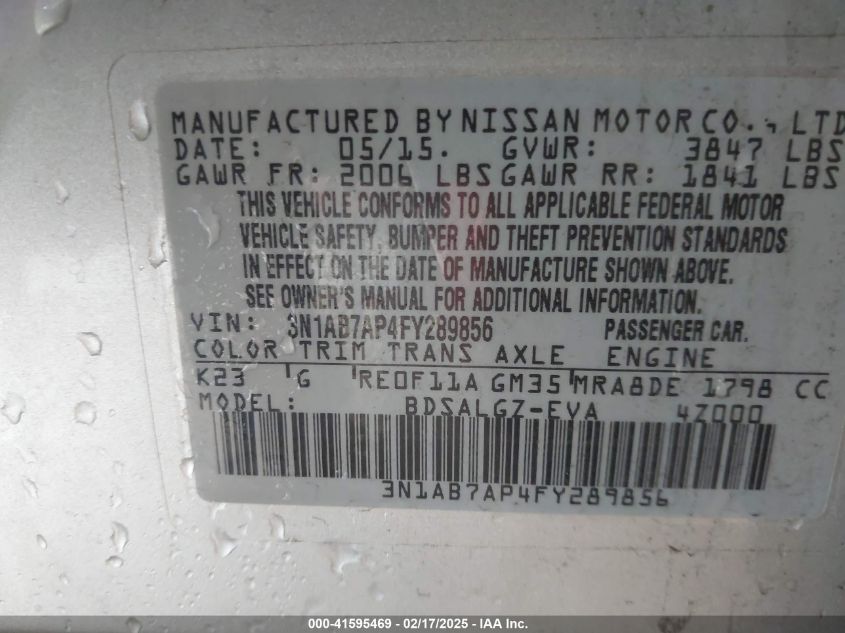 MANUFACTURED BY NISSAN MOTOR CO., LTD
DATE: 05/15. GVWR: 3847 LBS
GAWR FR: 2006 LBS GAWR RR: 1841 LBS
THIS VEHICLE CONFORMS TO ALL APPLICABLE FEDERAL MOTOR
VEHICLE SAFETY, BUMPER AND THEFT PREVENTION STANDARDS
IN EFFECT ON THE DATE OF MANUFACTURE SHOWN ABOVE.
SEE OWNER'S MANUAL FOR ADDITIONAL INFORMATION.
VIN: 3N1AB7AP4FY289856 PASSENGER CAR.
COLOR TRIM TRANS AXLE ENGINE
K23 G RE0F11A GM35 MRA8DE 1798 CC
MODEL: BDSALGZ-EVA 4Z000
3N1AB7AP4FY289856
000-41595469 - 02/17/2025 - IAAI.com